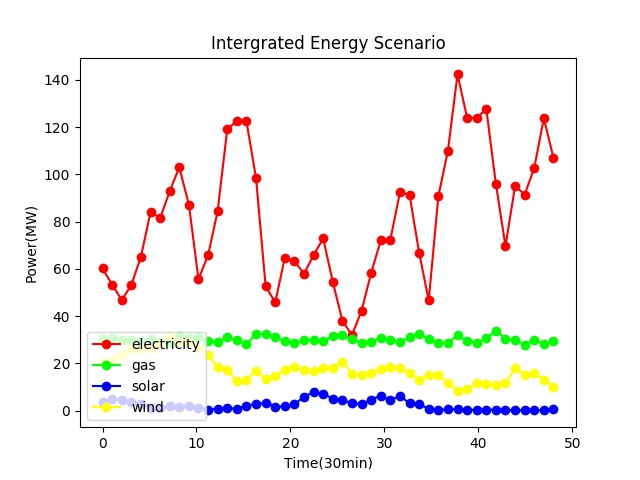 Intergrated Energy Scenario
Power(MW)
140
120
100
80
60
40
20
0
electricity
gas
solar
wind
0
10
20
30
40
50
Time(30min)